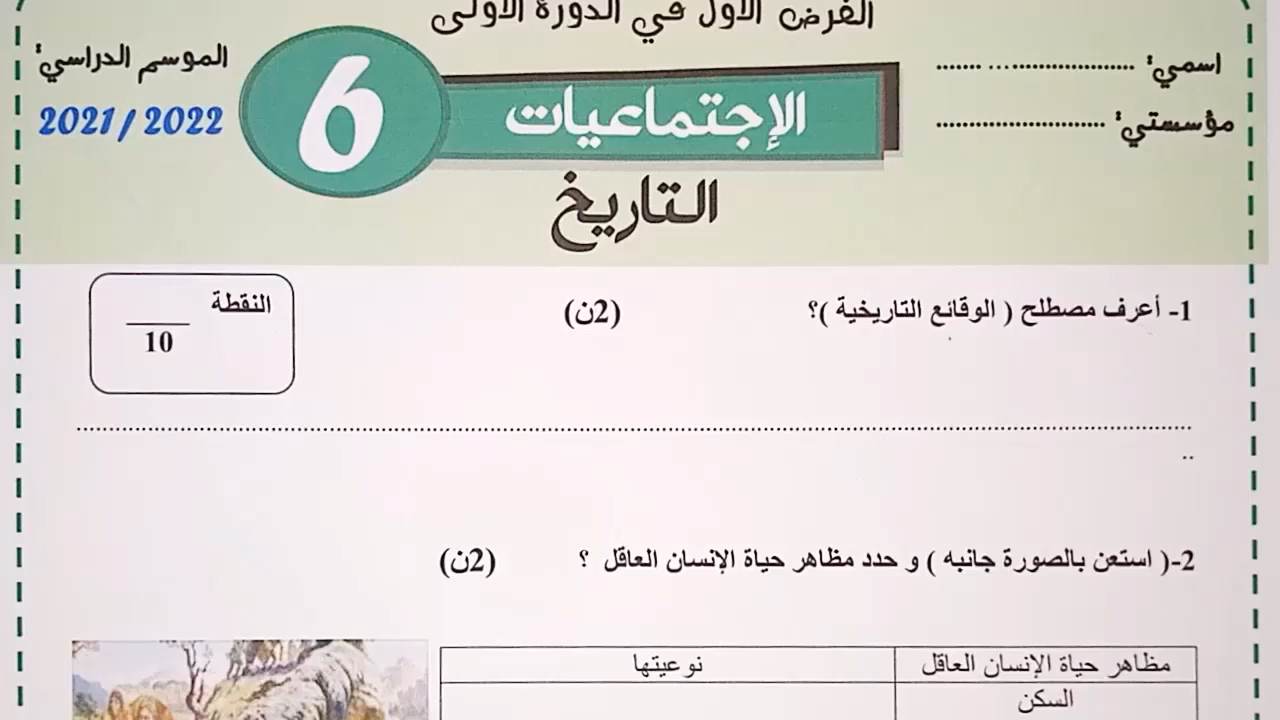 الفرض الأول في الدورة الأولى
اسمي: ......................
الموسم الدراسي:
6
الإجتماعيات
مؤسستي: ......................
2021/2022
التاريخ
النقطة
10
1- أعرف مصطلح ( الوقائع التاريخية )؟ (2ن)
2-( استعن بالصورة جانبه ) و حدد مظاهر حياة الإنسان العاقل ؟ (2ن)
مظاهر حياة الإنسان العاقل نوعيتها
السكن